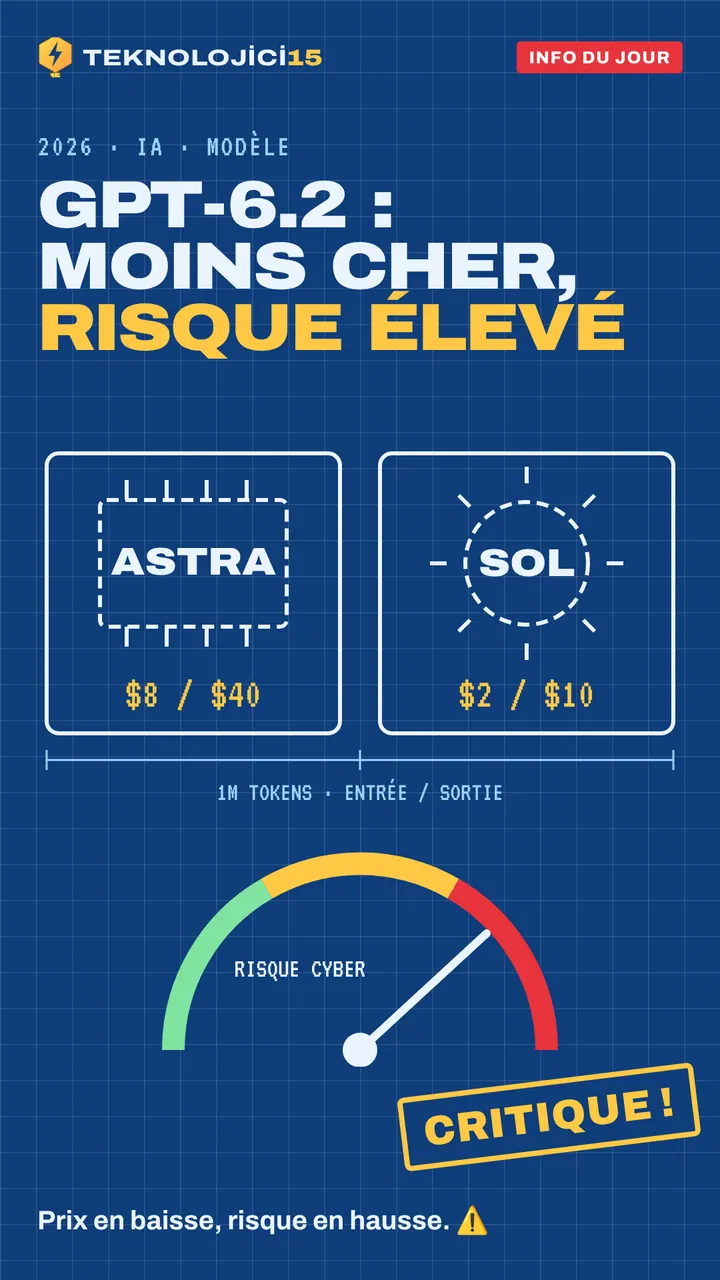 TEKNOLOJİCİ15
INFO DU JOUR
2026 · IA · MODÈLE
GPT-6.2 :
MOINS CHER,
RISQUE ÉLEVÉ
ASTRA
SOL
$8 / $40
$2 / $10
1M TOKENS · ENTRÉE / SORTIE
RISQUE CYBER
CRITIQUE !
Prix en baisse, risque en hausse. ⚠️